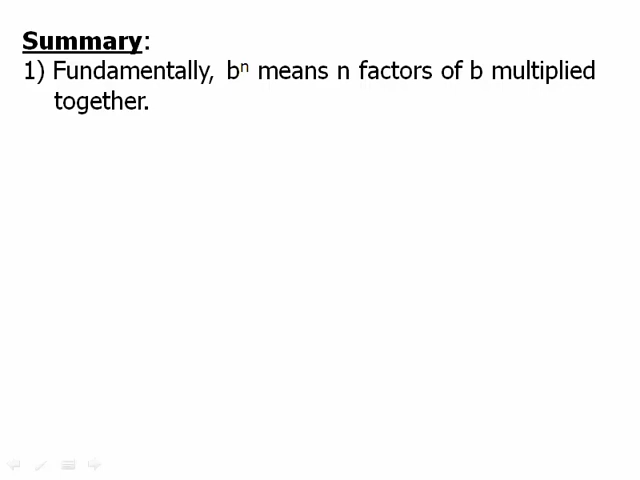 Summary:
1) Fundamentally, bⁿ means n factors of b multiplied
together.